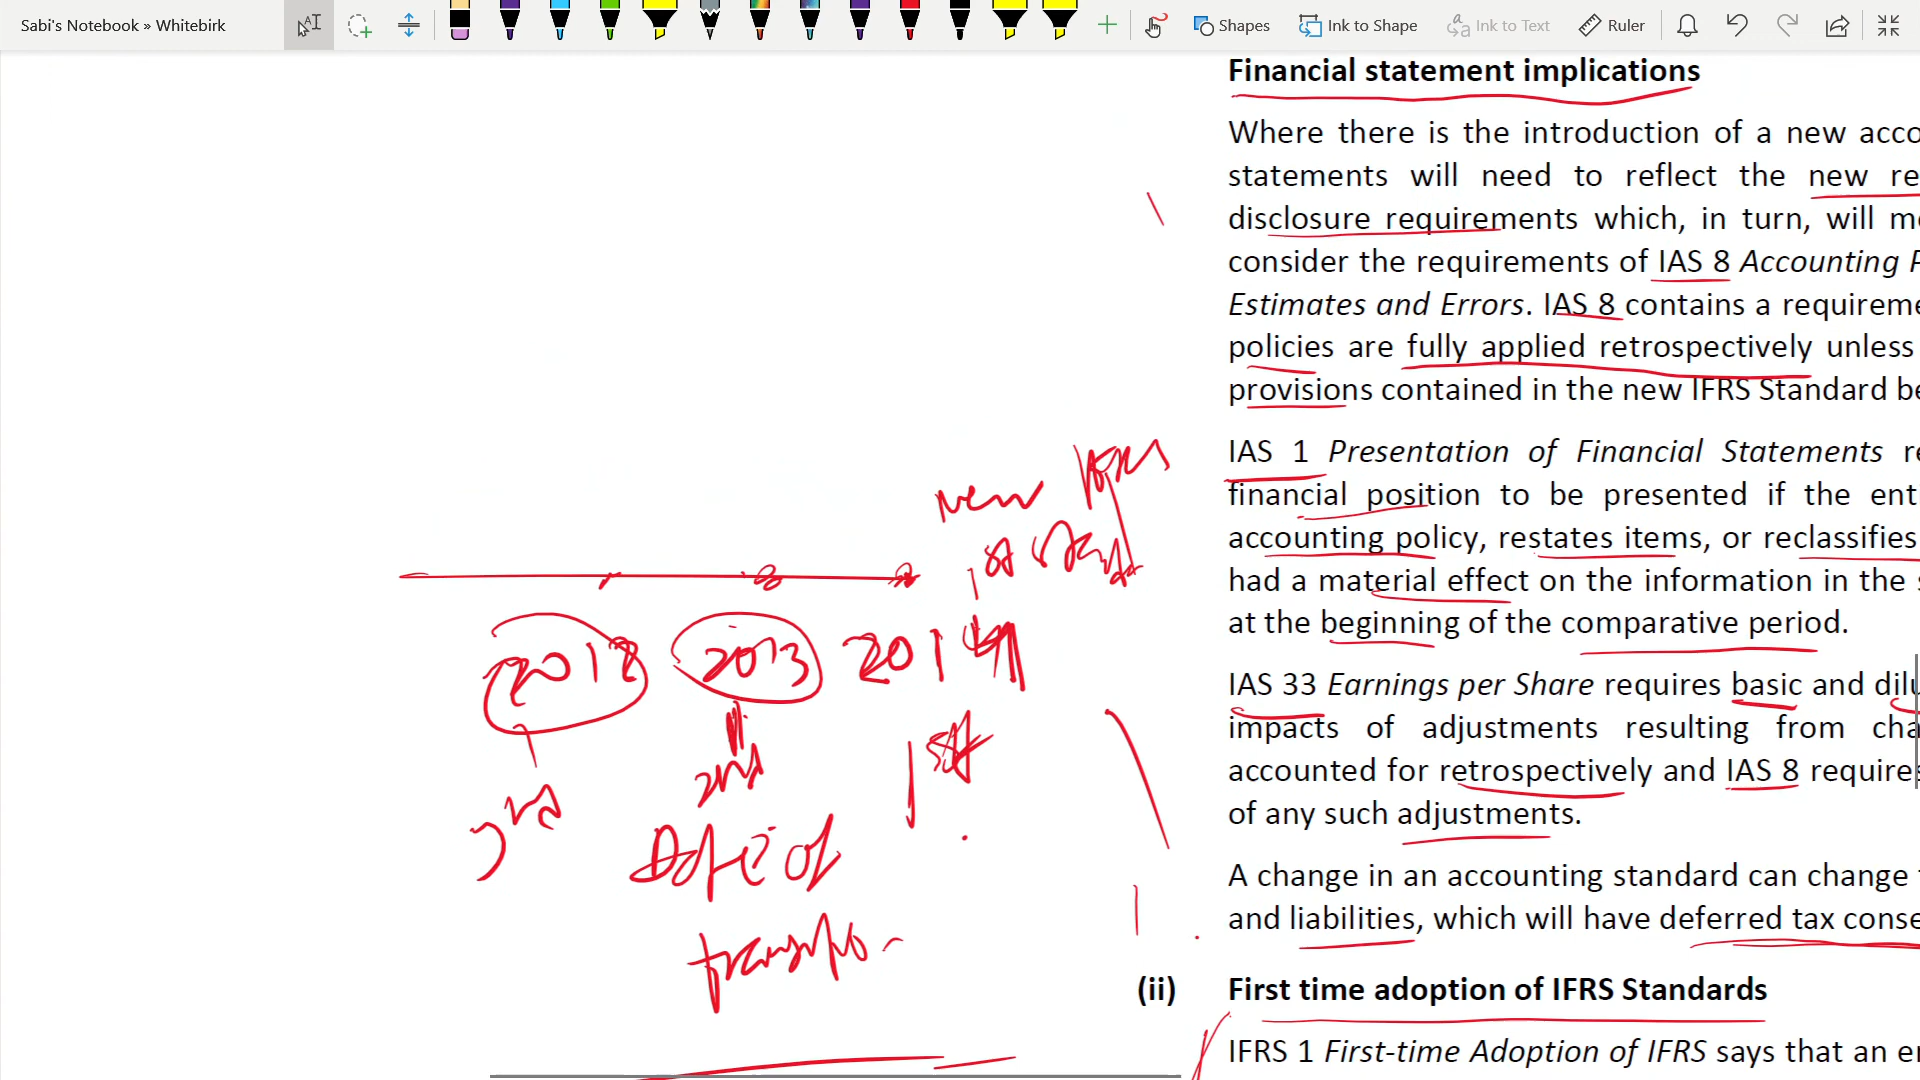 Sabi's Notebook » Whitebirk
Shapes
Ink to Shape
Ink to Text
Ruler
Financial statement implications
Where there is the introduction of a new acco
statements will need to reflect the new re
disclosure requirements which, in turn, will m
consider the requirements of IAS 8 Accounting P
Estimates and Errors. IAS 8 contains a requireme
policies are fully applied retrospectively unless
provisions contained in the new IFRS Standard be
IAS 1 Presentation of Financial Statements re
financial position to be presented if the enti
accounting policy, restates items, or reclassifies
had a material effect on the information in the s
at the beginning of the comparative period.
IAS 33 Earnings per Share requires basic and dilu
impacts of adjustments resulting from cha
accounted for retrospectively and IAS 8 require
of any such adjustments.
A change in an accounting standard can change
and liabilities, which will have deferred tax conse
(ii) First time adoption of IFRS Standards
IFRS 1 First-time Adoption of IFRS says that an en
new
2013 2014
3rd 2nd 1st
Date of